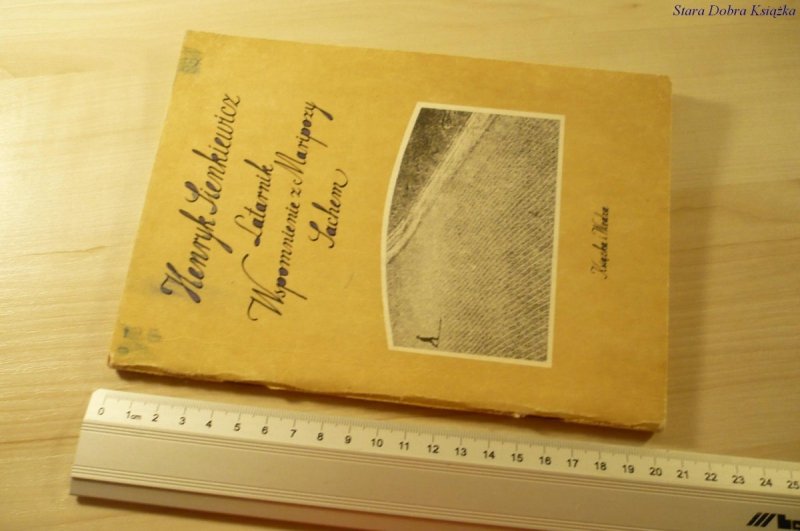 Stara Dobra Książka
Henryk Sienkiewicz
Latarnik
Wspomnienie z Maripozy
Sachem
Książka i Wiedza
0 1cm 2 3 4 5 6 7 8 9 10 11 12 13 14 15 16 17 18 19 20 21 22 23 24 25